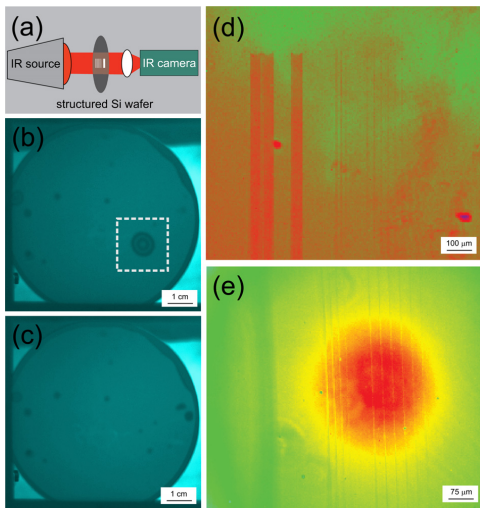 (a)
IR source
IR camera
structured Si wafer
(b)
1 cm
(c)
1 cm
(d)
100 μm
(e)
75 μm